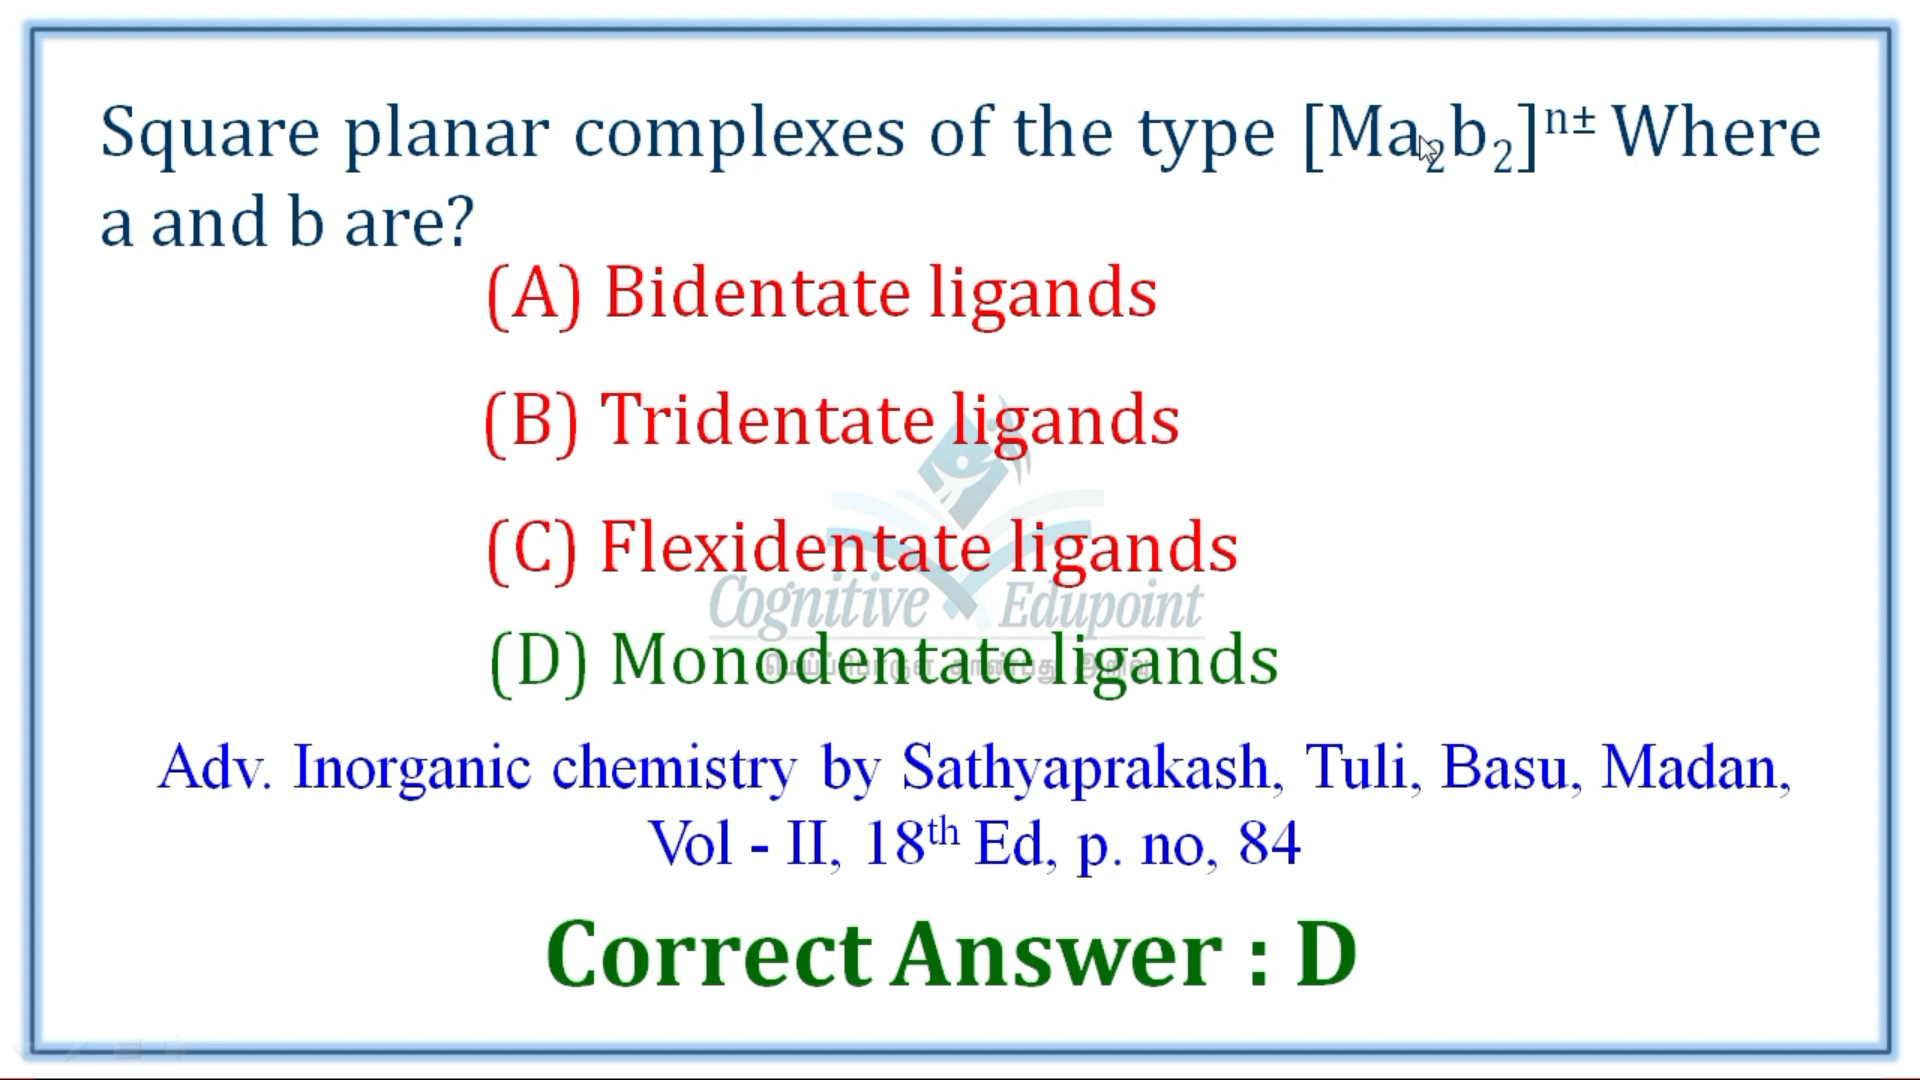 Square planar complexes of the type [Ma₂b₂]ⁿ± Where
a and b are?
(A) Bidentate ligands
(B) Tridentate ligands
(C) Flexidentate ligands
Cognitive Edupoint
(D) Monodentate ligands
Adv. Inorganic chemistry by Sathyaprakash, Tuli, Basu, Madan,
Vol - II, 18th Ed, p. no, 84
Correct Answer : D